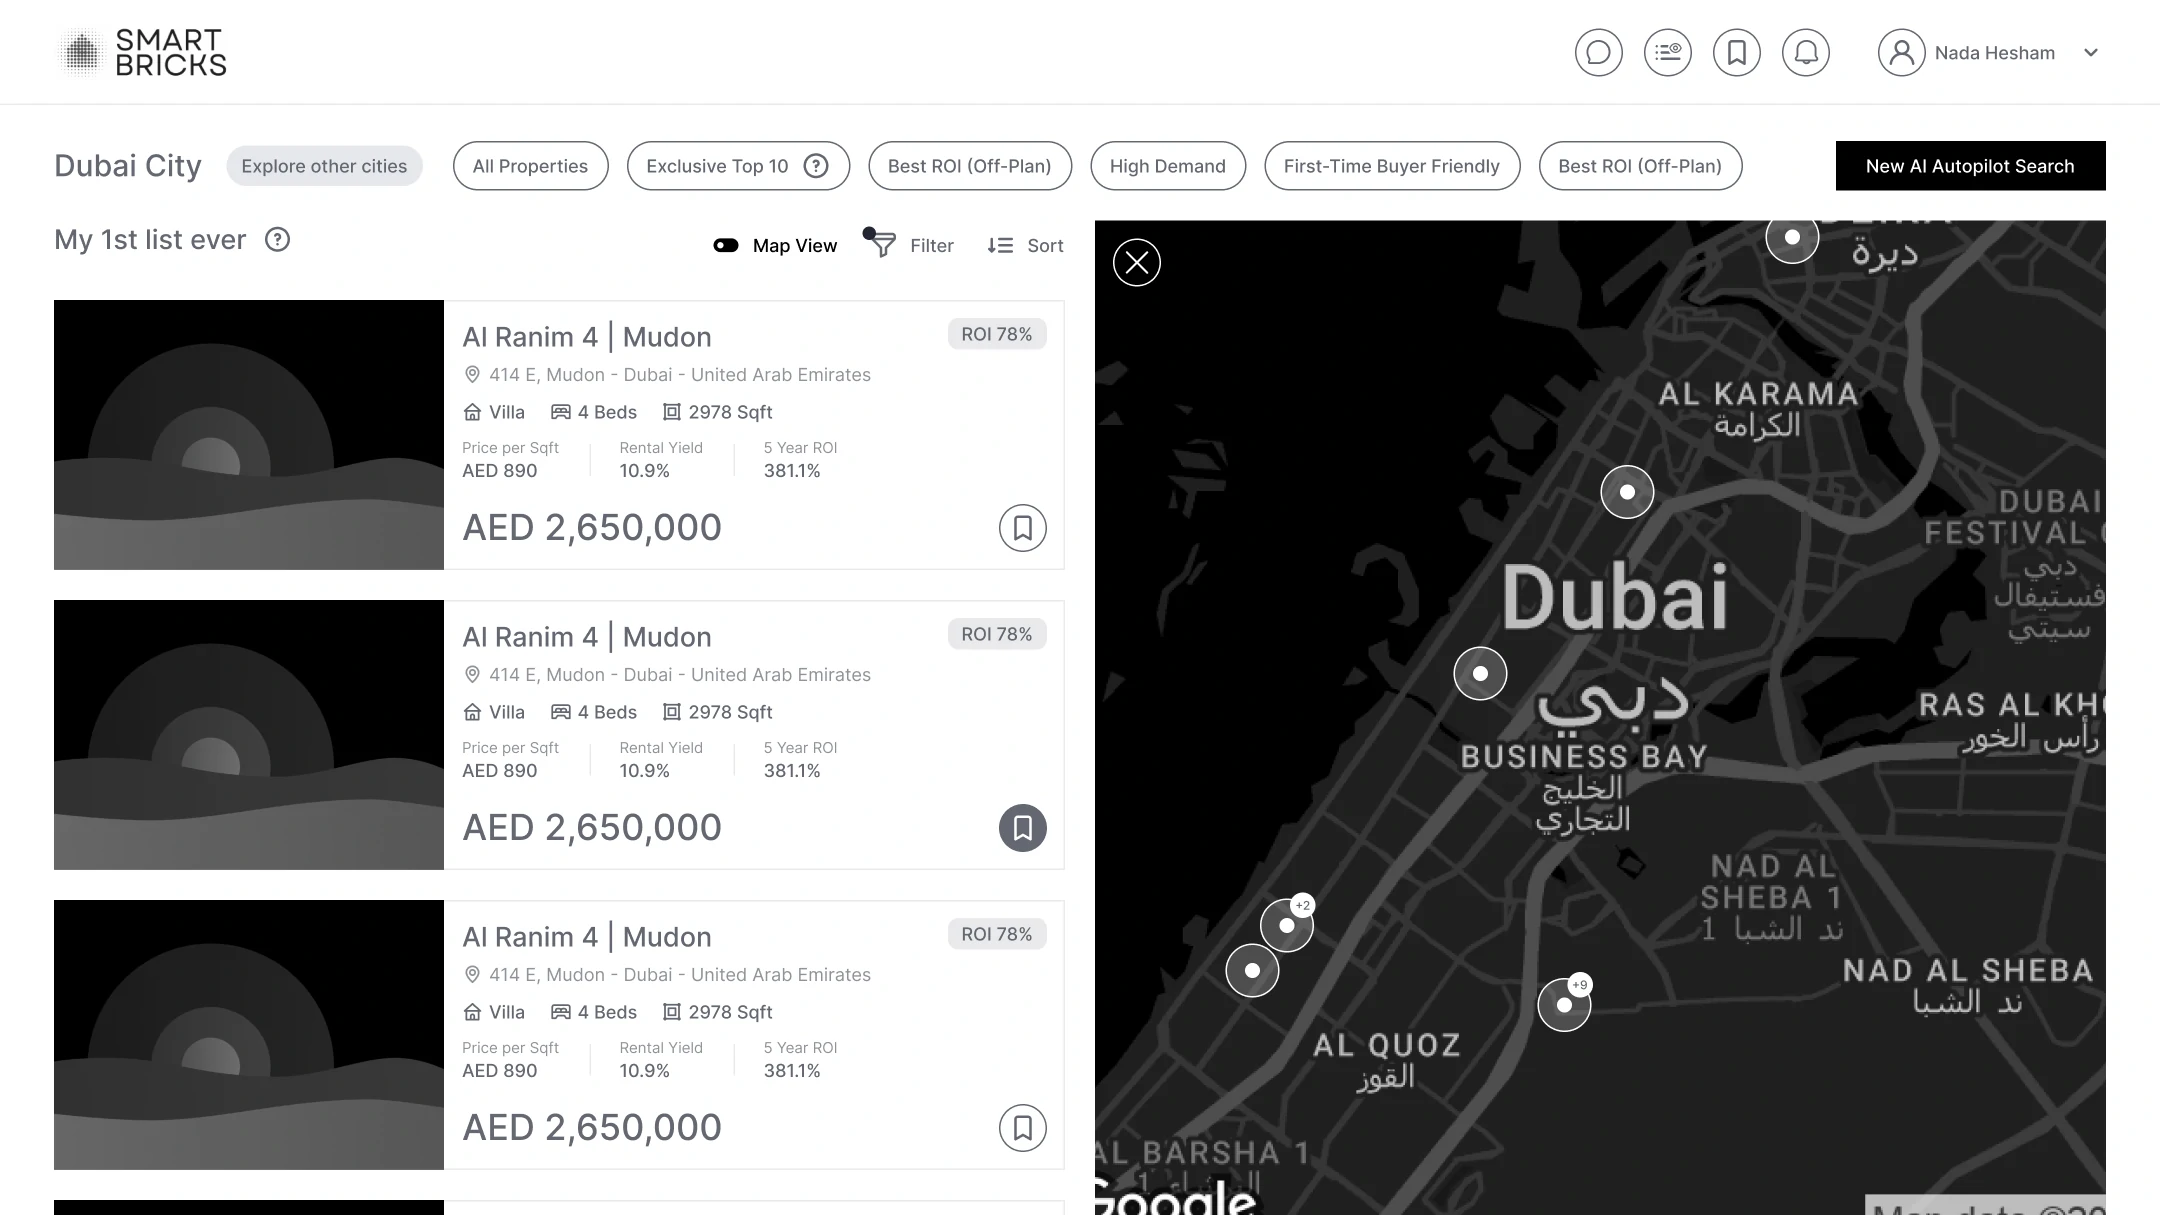 SMART
BRICKS
Nada Hesham
Dubai City
Explore other cities
All Properties
Exclusive Top 10
Best ROI (Off-Plan)
High Demand
First-Time Buyer Friendly
Best ROI (Off-Plan)
New AI Autopilot Search
My 1st list ever
Map View
Filter
Sort
Al Ranim 4 | Mudon
ROI 78%
414 E, Mudon - Dubai - United Arab Emirates
Villa
4 Beds
2978 Sqft
Price per Sqft
Rental Yield
5 Year ROI
AED 890
10.9%
381.1%
AED 2,650,000
Al Ranim 4 | Mudon
ROI 78%
414 E, Mudon - Dubai - United Arab Emirates
Villa
4 Beds
2978 Sqft
Price per Sqft
Rental Yield
5 Year ROI
AED 890
10.9%
381.1%
AED 2,650,000
Al Ranim 4 | Mudon
ROI 78%
414 E, Mudon - Dubai - United Arab Emirates
Villa
4 Beds
2978 Sqft
Price per Sqft
Rental Yield
5 Year ROI
AED 890
10.9%
381.1%
AED 2,650,000
ديرة
AL KARAMA
الكرامة
DUBAI
FESTIVAL
دبي
فستيفال
سيتي
Dubai
دبي
RAS AL KH
رأس الخور
BUSINESS BAY
الخليج
التجاري
NAD AL
SHEBA 1
ند الشبا 1
+2
NAD AL SHEBA
ند الشبا
+9
AL QUOZ
القوز
AL BARSHA 1
Google